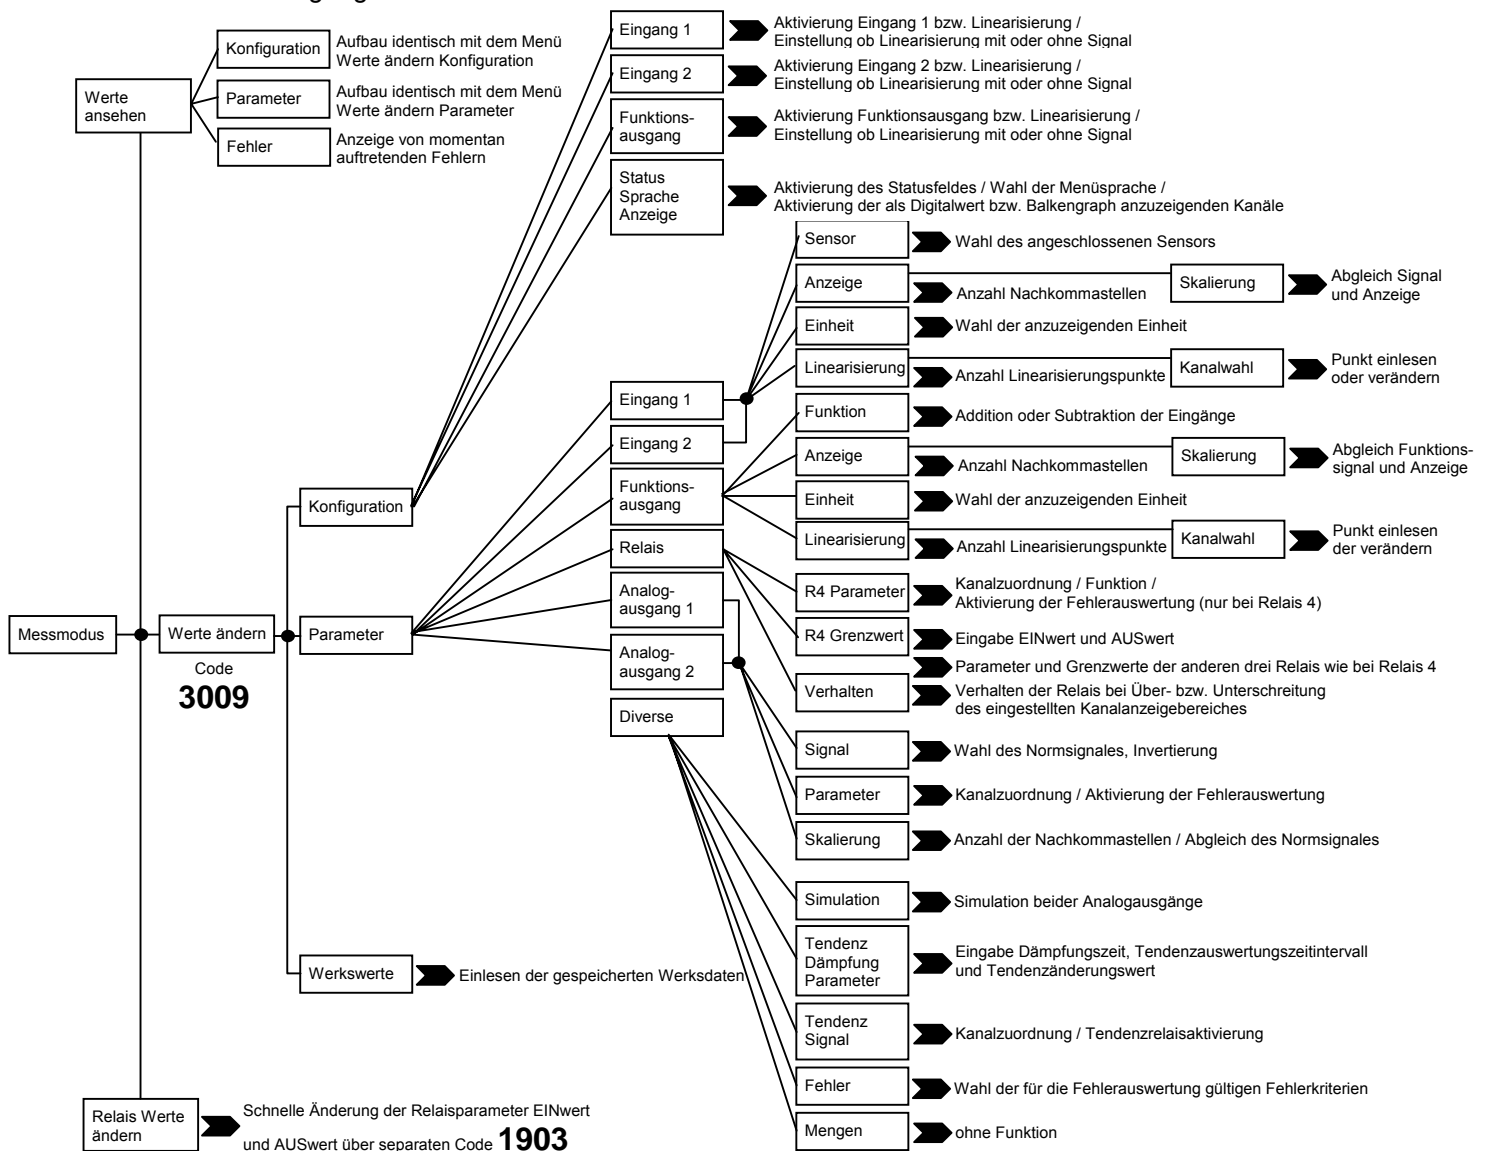 Konfiguration
Aufbau identisch mit dem Menü
Werte ändern Konfiguration
Werte
ansehen
Parameter
Aufbau identisch mit dem Menü
Werte ändern Parameter
Fehler
Anzeige von momentan
auftretenden Fehlern
Eingang 1
Aktivierung Eingang 1 bzw. Linearisierung /
Einstellung ob Linearisierung mit oder ohne Signal
Eingang 2
Aktivierung Eingang 2 bzw. Linearisierung /
Einstellung ob Linearisierung mit oder ohne Signal
Funktions-
ausgang
Aktivierung Funktionsausgang bzw. Linearisierung /
Einstellung ob Linearisierung mit oder ohne Signal
Status
Sprache
Anzeige
Aktivierung des Statusfeldes / Wahl der Menüsprache /
Aktivierung der als Digitalwert bzw. Balkengraph anzuzeigenden Kanäle
Sensor
Wahl des angeschlossenen Sensors
Anzeige
Anzahl Nachkommastellen
Skalierung
Abgleich Signal
und Anzeige
Einheit
Wahl der anzuzeigenden Einheit
Linearisierung
Anzahl Linearisierungspunkte
Kanalwahl
Punkt einlesen
oder verändern
Eingang 1
Eingang 2
Funktions-
ausgang
Relais
Analog-
ausgang 1
Analog-
ausgang 2
Diverse
Funktion
Addition oder Subtraktion der Eingänge
Anzeige
Anzahl Nachkommastellen
Skalierung
Abgleich Funktions-
signal und Anzeige
Einheit
Wahl der anzuzeigenden Einheit
Linearisierung
Anzahl Linearisierungspunkte
Kanalwahl
Punkt einlesen
der verändern
R4 Parameter
Kanalzuordnung / Funktion /
Aktivierung der Fehlerauswertung (nur bei Relais 4)
R4 Grenzwert
Eingabe EINwert und AUSwert
Parameter und Grenzwerte der anderen drei Relais wie bei Relais 4
Verhalten
Verhalten der Relais bei Über- bzw. Unterschreitung
des eingestellten Kanalanzeigebereiches
Signal
Wahl des Normsignales, Invertierung
Parameter
Kanalzuordnung / Aktivierung der Fehlerauswertung
Skalierung
Anzahl der Nachkommastellen / Abgleich des Normsignales
Simulation
Simulation beider Analogausgänge
Tendenz
Dämpfung
Parameter
Eingabe Dämpfungszeit, Tendenzauswertungszeitintervall
und Tendenzänderungswert
Tendenz
Signal
Kanalzuordnung / Tendenzrelaisaktivierung
Fehler
Wahl der für die Fehlerauswertung gültigen Fehlerkriterien
Mengen
ohne Funktion
Konfiguration
Messmodus
Werte ändern
Code
3009
Parameter
Werkswerte
Einlesen der gespeicherten Werksdaten
Relais Werte
ändern
Schnelle Änderung der Relaisparameter EINwert
und AUSwert über separaten Code 1903